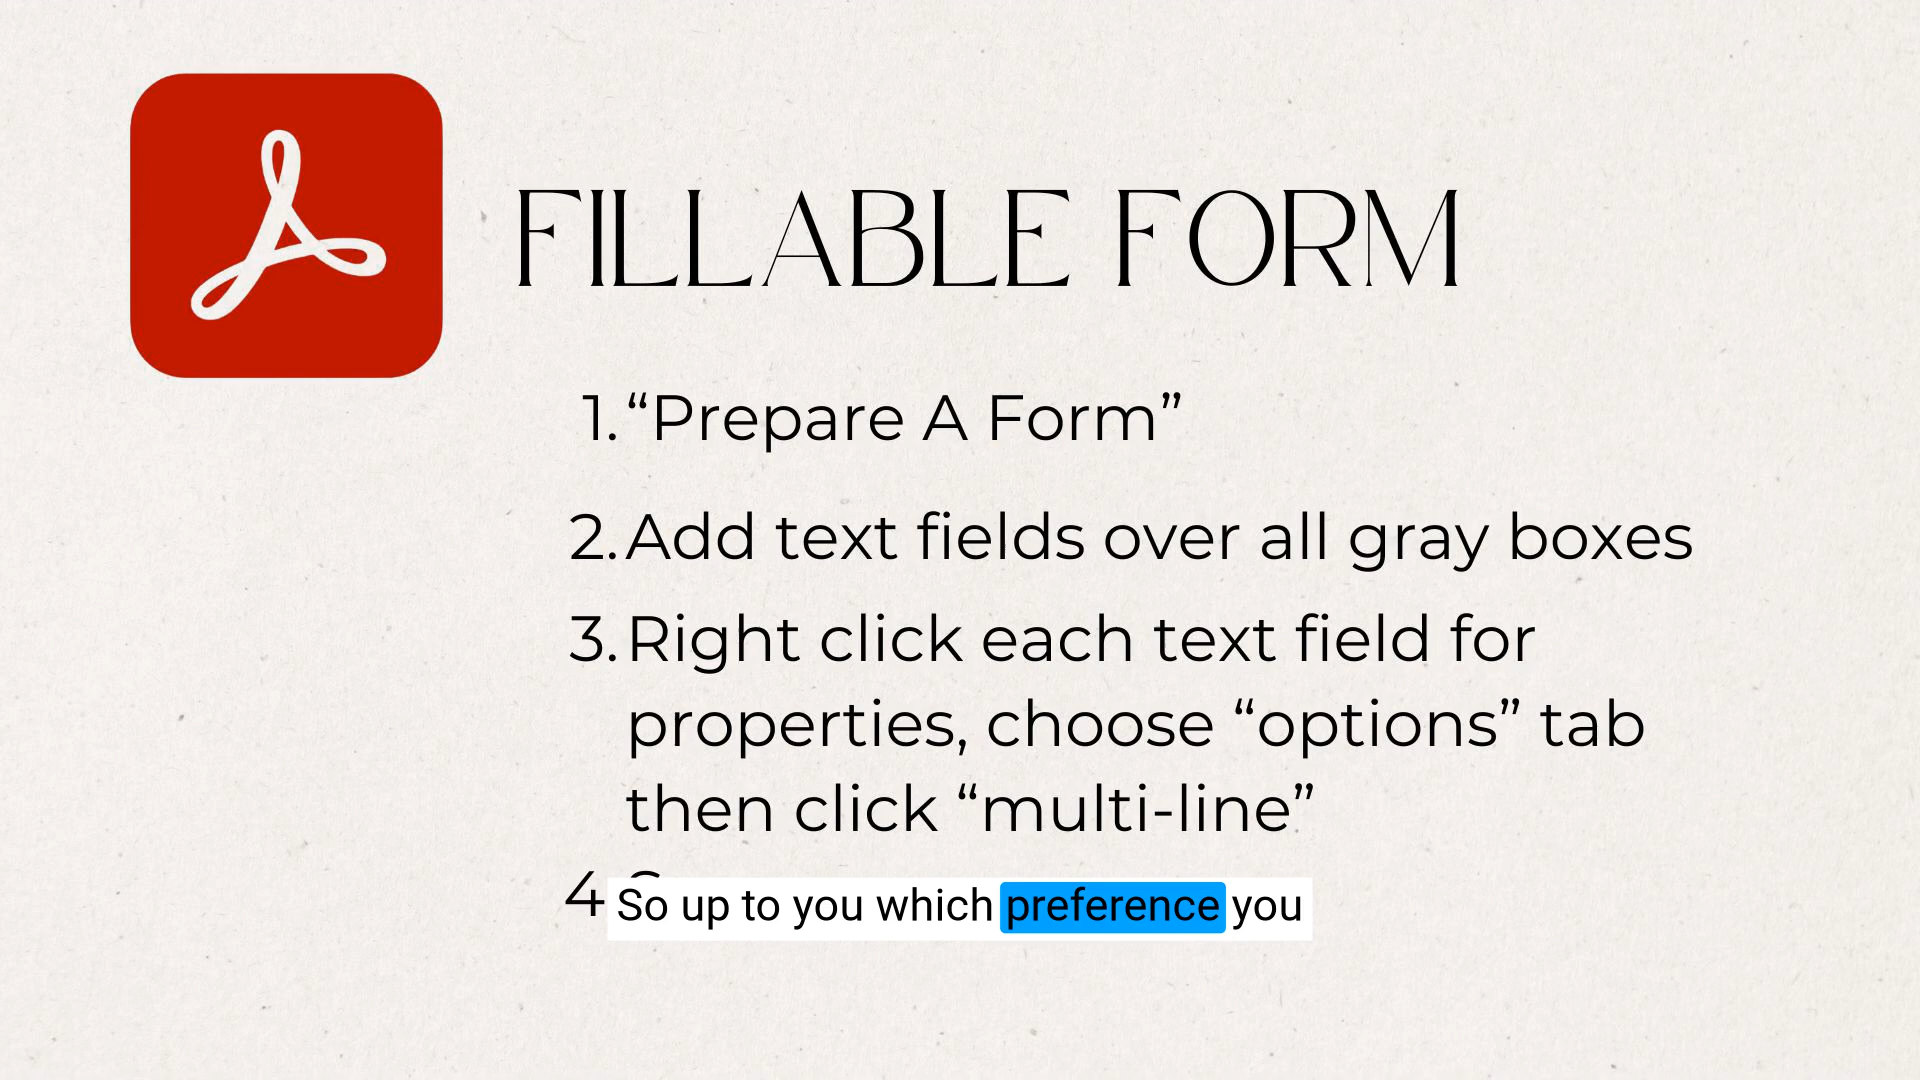 FILLABLE FORM
1. “Prepare A Form”
2. Add text fields over all gray boxes
3. Right click each text field for
properties, choose “options” tab
then click “multi-line”
4
So up to you which preference you